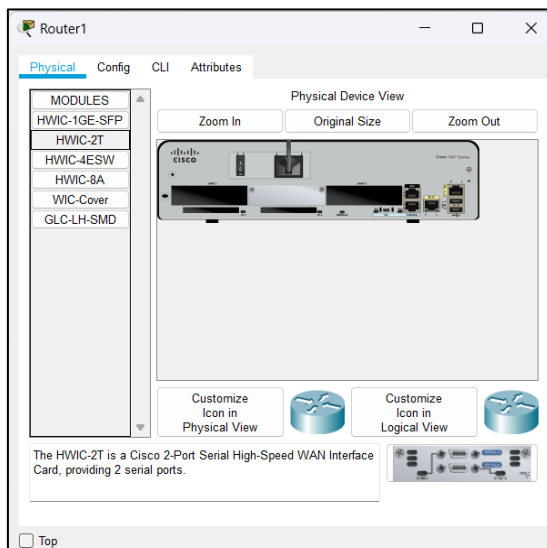 Router1
Physical Config CLI Attributes
MODULES
HWIC-1GE-SFP
HWIC-2T
HWIC-4ESW
HWIC-8A
WIC-Cover
GLC-LH-SMD
Physical Device View
Zoom In Original Size Zoom Out
CISCO
Customize
Icon in
Physical View
Customize
Icon in
Logical View
The HWIC-2T is a Cisco 2-Port Serial High-Speed WAN Interface
Card, providing 2 serial ports.
Top